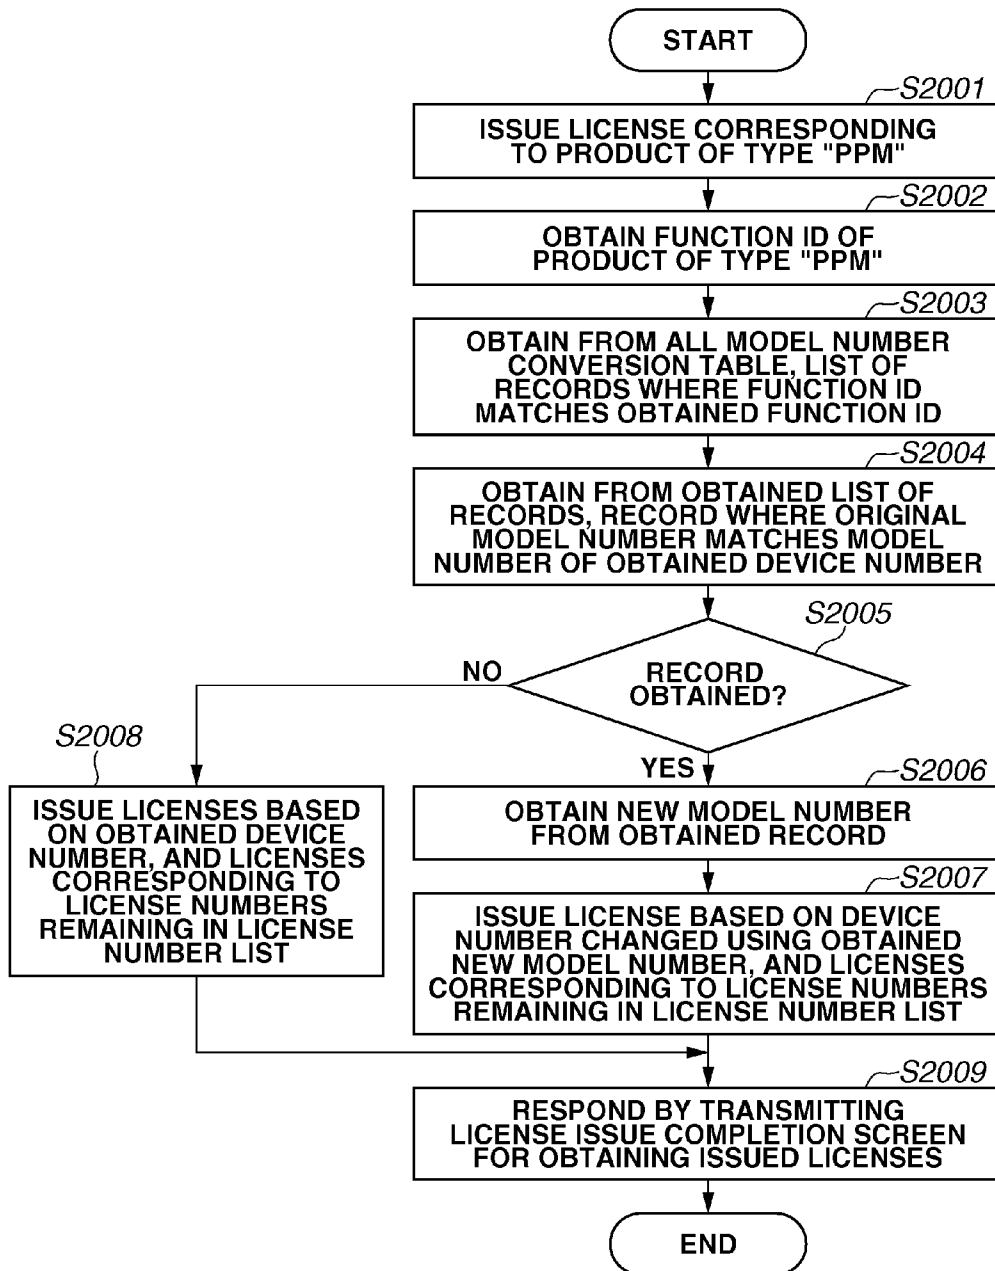 START
S2001
ISSUE LICENSE CORRESPONDING
TO PRODUCT OF TYPE "PPM"
S2002
OBTAIN FUNCTION ID OF
PRODUCT OF TYPE "PPM"
S2003
OBTAIN FROM ALL MODEL NUMBER
CONVERSION TABLE, LIST OF
RECORDS WHERE FUNCTION ID
MATCHES OBTAINED FUNCTION ID
S2004
OBTAIN FROM OBTAINED LIST OF
RECORDS, RECORD WHERE ORIGINAL
MODEL NUMBER MATCHES MODEL
NUMBER OF OBTAINED DEVICE NUMBER
S2005
RECORD
OBTAINED?
NO
YES
S2008
ISSUE LICENSES BASED
ON OBTAINED DEVICE
NUMBER, AND LICENSES
CORRESPONDING TO
LICENSE NUMBERS
REMAINING IN LICENSE
NUMBER LIST
S2006
OBTAIN NEW MODEL NUMBER
FROM OBTAINED RECORD
S2007
ISSUE LICENSE BASED ON DEVICE
NUMBER CHANGED USING OBTAINED
NEW MODEL NUMBER, AND LICENSES
CORRESPONDING TO LICENSE NUMBERS
REMAINING IN LICENSE NUMBER LIST
S2009
RESPOND BY TRANSMITTING
LICENSE ISSUE COMPLETION SCREEN
FOR OBTAINING ISSUED LICENSES
END